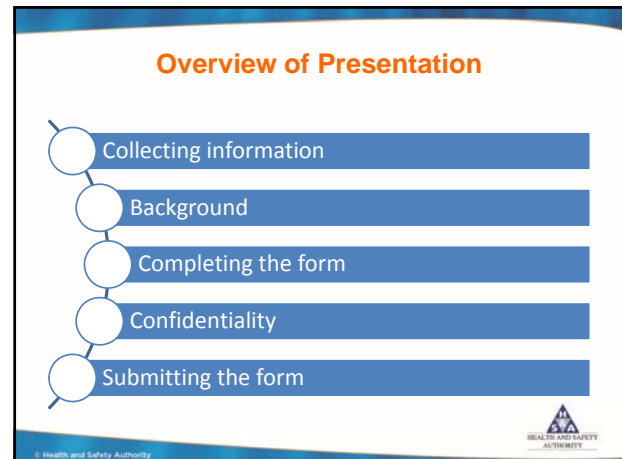 Overview of Presentation
Collecting information
Background
Completing the form
Confidentiality
Submitting the form
H
S A
HEALTH AND SAFETY
AUTHORITY
© Health and Safety Authority